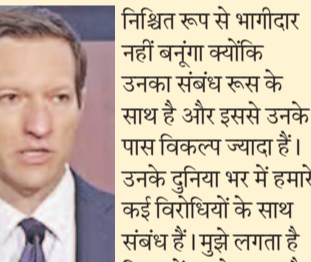 निश्चित रूप से भागीदार
नहीं बनूंगा क्योंकि
उनका संबंध रूस के
साथ है और इससे उनके
पास विकल्प ज्यादा हैं।
उनके दुनिया भर में हमारे
कई विरोधियों के साथ
संबंध हैं। मुझे लगता है